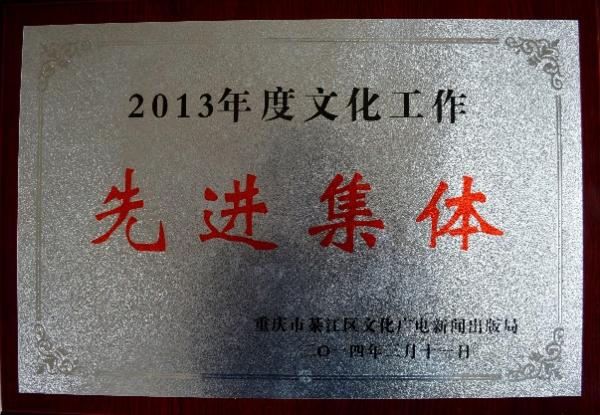 2013年度文化工作
先进集体
重庆市綦江区文化广电新闻出版局
二〇一四年二月十一日